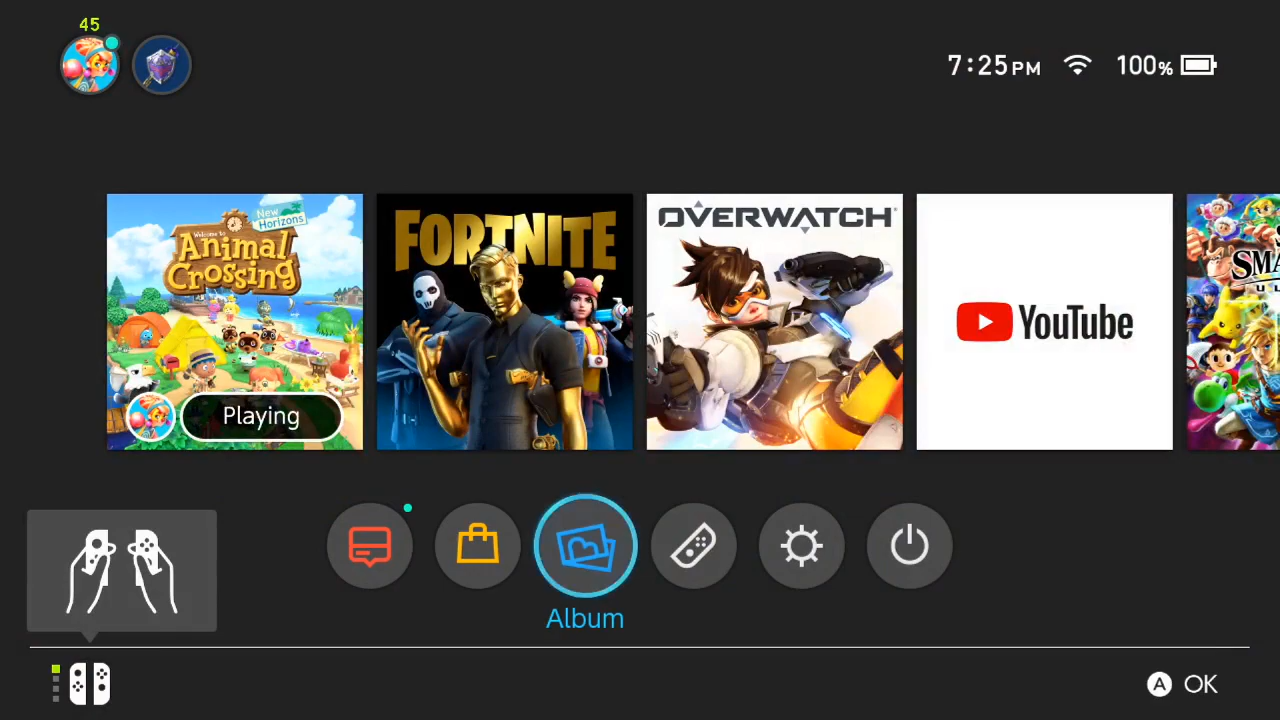 45
7:25PM
100%
New
Horizons
Welcome to
Animal
Crossing
Playing
FORTNITE
OVERWATCH
YouTube
Album
A OK